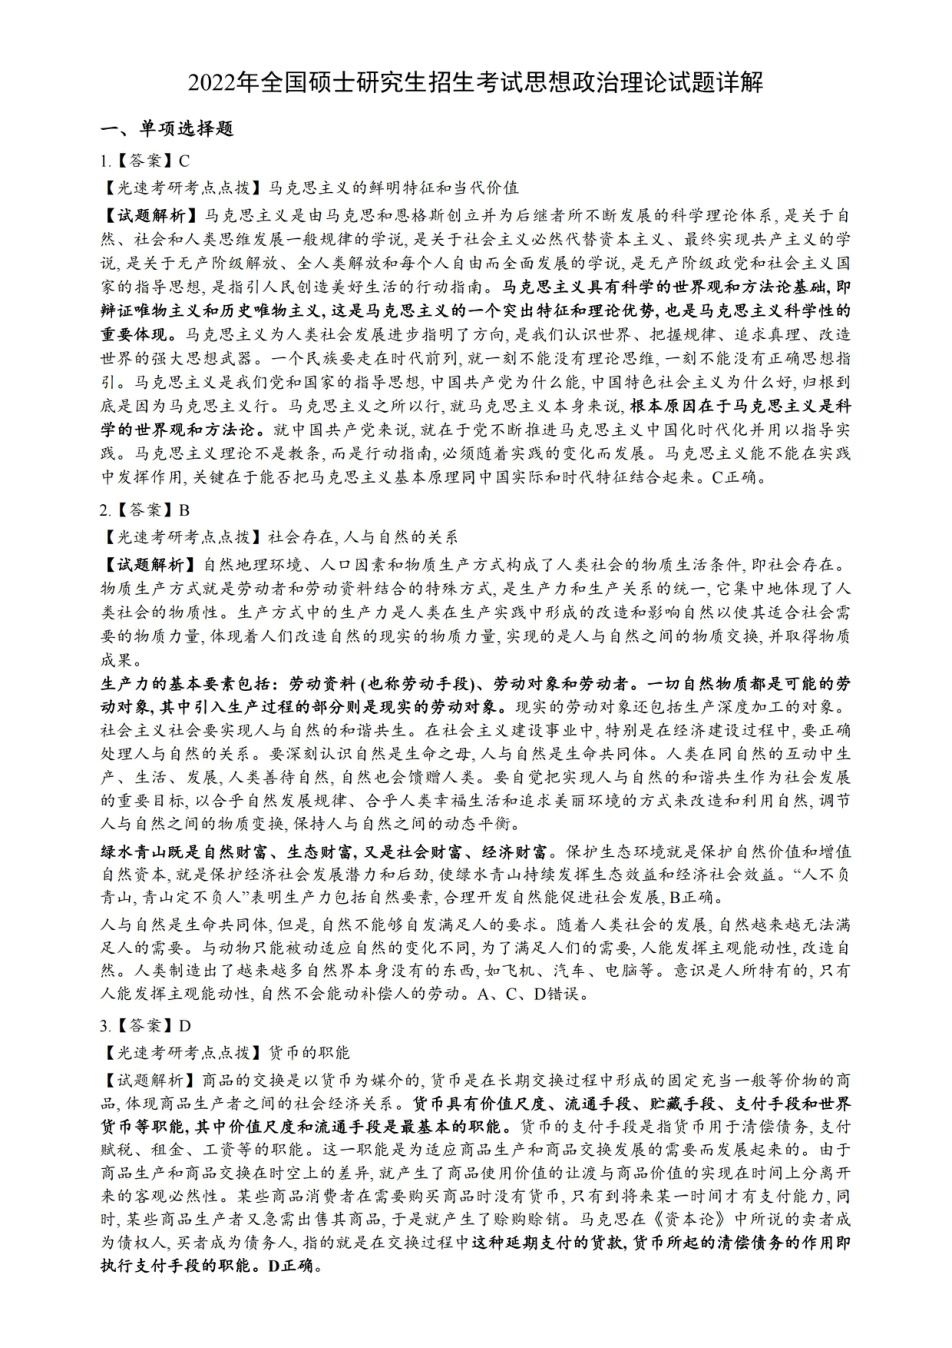 2022年全国硕士研究生招生考试思想政治理论试题详解
一、单项选择题
1.【答案】C
【光速考研考点点拨】马克思主义的鲜明特征和当代价值
【试题解析】马克思主义是由马克思和恩格斯创立并为后继者所不断发展的科学理论体系, 是关于自
然、社会和人类思维发展一般规律的学说, 是关于社会主义必然代替资本主义、最终实现共产主义的学
说, 是关于无产阶级解放、全人类解放和每个人自由而全面发展的学说, 是无产阶级政党和社会主义国
家的指导思想, 是指引人民创造美好生活的行动指南。马克思主义具有科学的世界观和方法论基础, 即
辩证唯物主义和历史唯物主义, 这是马克思主义的一个突出特征和理论优势, 也是马克思主义科学性的
重要体现。马克思主义为人类社会发展进步指明了方向, 是我们认识世界、把握规律、追求真理、改造
世界的强大思想武器。一个民族要走在时代前列, 就一刻不能没有理论思维, 一刻不能没有正确思想指
引。马克思主义是我们党和国家的指导思想, 中国共产党为什么能, 中国特色社会主义为什么好, 归根到
底是因为马克思主义行。马克思主义之所以行, 就马克思主义本身来说, 根本原因在于马克思主义是科
学的世界观和方法论。就中国共产党来说, 就在于党不断推进马克思主义中国化时代化并用以指导实
践。马克思主义理论不是教条, 而是行动指南, 必须随着实践的变化而发展。马克思主义能不能在实践
中发挥作用, 关键在于能否把马克思主义基本原理同中国实际和时代特征结合起来。C正确。
2.【答案】B
【光速考研考点点拨】社会存在, 人与自然的关系
【试题解析】自然地理环境、人口因素和物质生产方式构成了人类社会的物质生活条件, 即社会存在。
物质生产方式就是劳动者和劳动资料结合的特殊方式, 是生产力和生产关系的统一, 它集中地体现了人
类社会的物质性。生产方式中的生产力是人类在生产实践中形成的改造和影响自然以使其适合社会需
要的物质力量, 体现着人们改造自然的现实的物质力量, 实现的是人与自然之间的物质交换, 并取得物质
成果。
生产力的基本要素包括：劳动资料 (也称劳动手段)、劳动对象和劳动者。一切自然物质都是可能的劳
动对象, 其中引入生产过程的部分则是现实的劳动对象。现实的劳动对象还包括生产深度加工的对象。
社会主义社会要实现人与自然的和谐共生。在社会主义建设事业中, 特别是在经济建设过程中, 要正确
处理人与自然的关系。要深刻认识自然是生命之母, 人与自然是生命共同体。人类在同自然的互动中生
产、生活、发展, 人类善待自然, 自然也会馈赠人类。要自觉把实现人与自然的和谐共生作为社会发展
的重要目标, 以合乎自然发展规律、合乎人类幸福生活和追求美丽环境的方式来改造和利用自然, 调节
人与自然之间的物质变换, 保持人与自然之间的动态平衡。
绿水青山既是自然财富、生态财富, 又是社会财富、经济财富。保护生态环境就是保护自然价值和增值
自然资本, 就是保护经济社会发展潜力和后劲, 使绿水青山持续发挥生态效益和经济社会效益。“人不负
青山, 青山定不负人”表明生产力包括自然要素, 合理开发自然能促进社会发展, B正确。
人与自然是生命共同体, 但是, 自然不能够自发满足人的要求。随着人类社会的发展, 自然越来越无法满
足人的需要。与动物只能被动适应自然的变化不同, 为了满足人们的需要, 人能发挥主观能动性, 改造自
然。人类制造出了越来越多自然界本身没有的东西, 如飞机、汽车、电脑等。意识是人所特有的, 只有
人能发挥主观能动性, 自然不会能动补偿人的劳动。A、C、D错误。
3.【答案】D
【光速考研考点点拨】货币的职能
【试题解析】商品的交换是以货币为媒介的, 货币是在长期交换过程中形成的固定充当一般等价物的商
品, 体现商品生产者之间的社会经济关系。货币具有价值尺度、流通手段、贮藏手段、支付手段和世界
货币等职能, 其中价值尺度和流通手段是最基本的职能。货币的支付手段是指货币用于清偿债务, 支付
赋税、租金、工资等的职能。这一职能是为适应商品生产和商品交换发展的需要而发展起来的。由于
商品生产和商品交换在时空上的差异, 就产生了商品使用价值的让渡与商品价值的实现在时间上分离开
来的客观必然性。某些商品消费者在需要购买商品时没有货币, 只有到将来某一时间才有支付能力, 同
时, 某些商品生产者又急需出售其商品, 于是就产生了赊购赊销。马克思在《资本论》中所说的卖者成
为债权人, 买者成为债务人, 指的就是在交换过程中这种延期支付的货款, 货币所起的清偿债务的作用即
执行支付手段的职能。D正确。